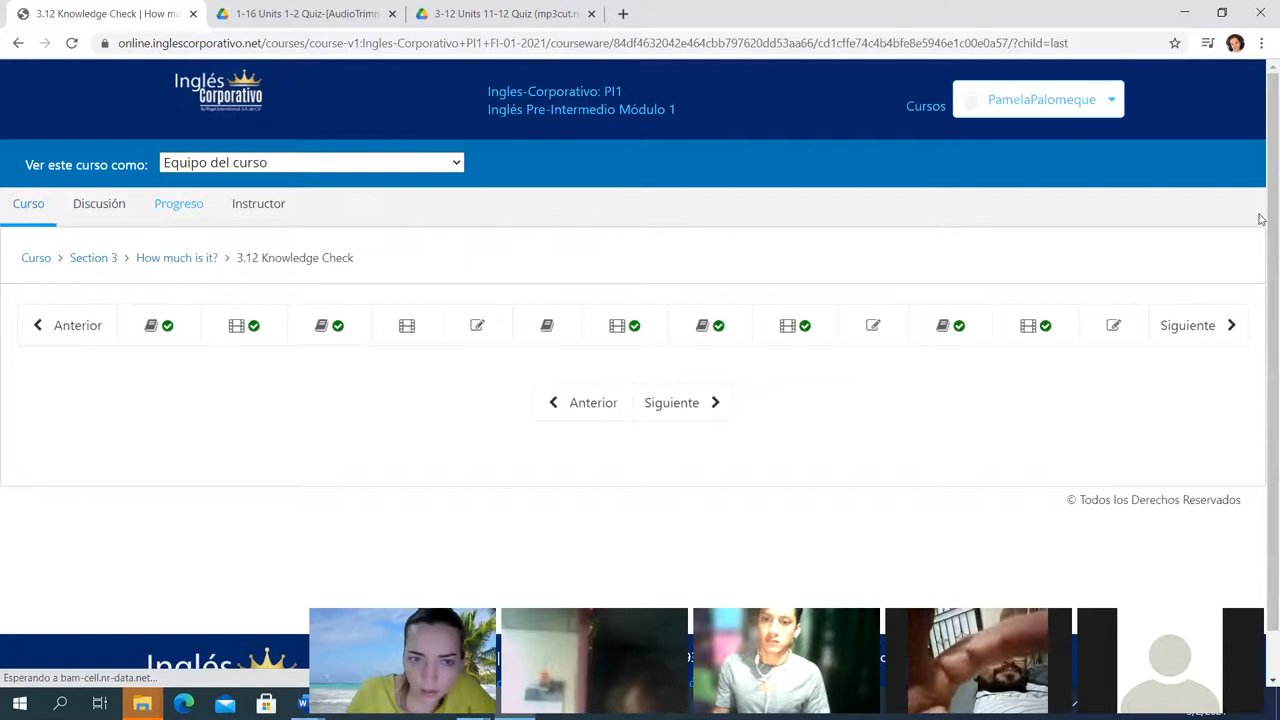 3.12 Knowledge Check | How mu
1-16 Units 1-2 Quiz-[AudioTrimm
3-12 Units 11-12 Quiz (mp3cut.n
online.inglescorporativo.net/courses/course-v1:Ingles-Corporativo+PI1+FI-01-2021/courseware/84df4632042e464cbb797620dd53aa66/cd1cffe74c4b4bfe8e5946e1c00e0a57/?child=last
Inglés
Corporativo
Ingles-Corporativo: PI1
Inglés Pre-Intermedio Módulo 1
Cursos
PamelaPalomeque
Ver este curso como:
Equipo del curso
Curso
Discusión
Progreso
Instructor
Curso > Section 3 > How much is it? > 3.12 Knowledge Check
Anterior
Siguiente
Anterior
Siguiente
© Todos los Derechos Reservados
Inglés
Esperando a bam-cell.nr-data.net...